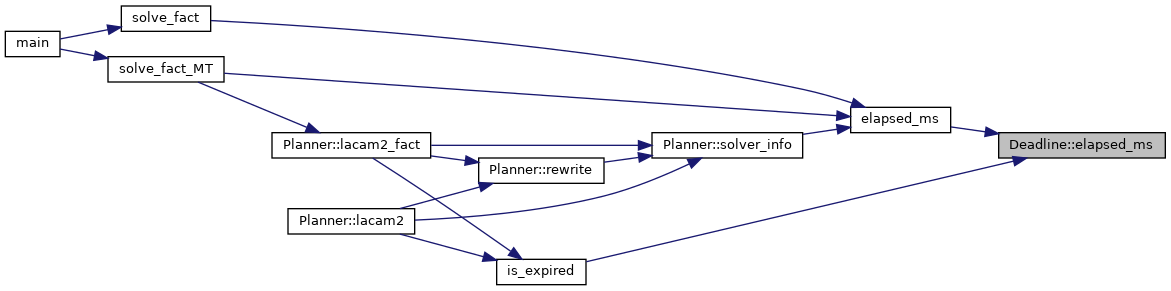 solve_fact
main
solve_fact_MT
elapsed_ms
Planner::lacam2_fact
Planner::solver_info
Deadline::elapsed_ms
Planner::rewrite
Planner::lacam2
is_expired